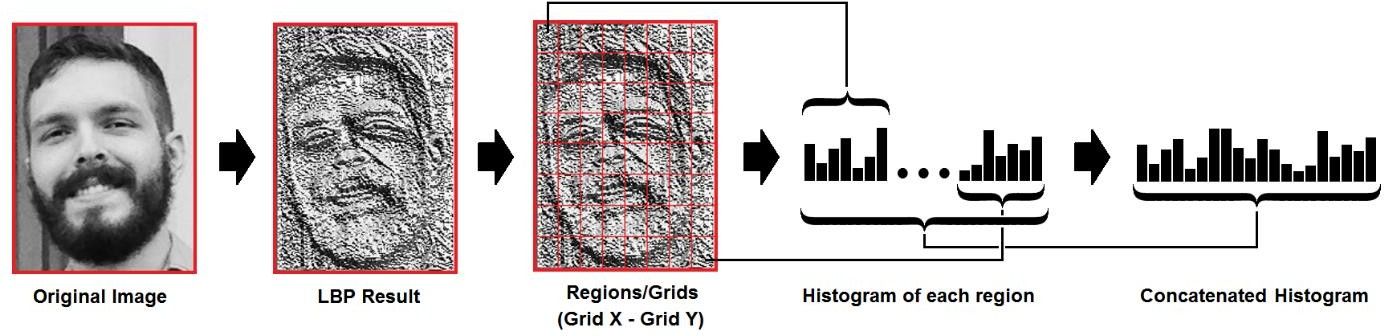 Original Image
LBP Result
Regions/Grids
(Grid X - Grid Y)
Histogram of each region
Concatenated Histogram